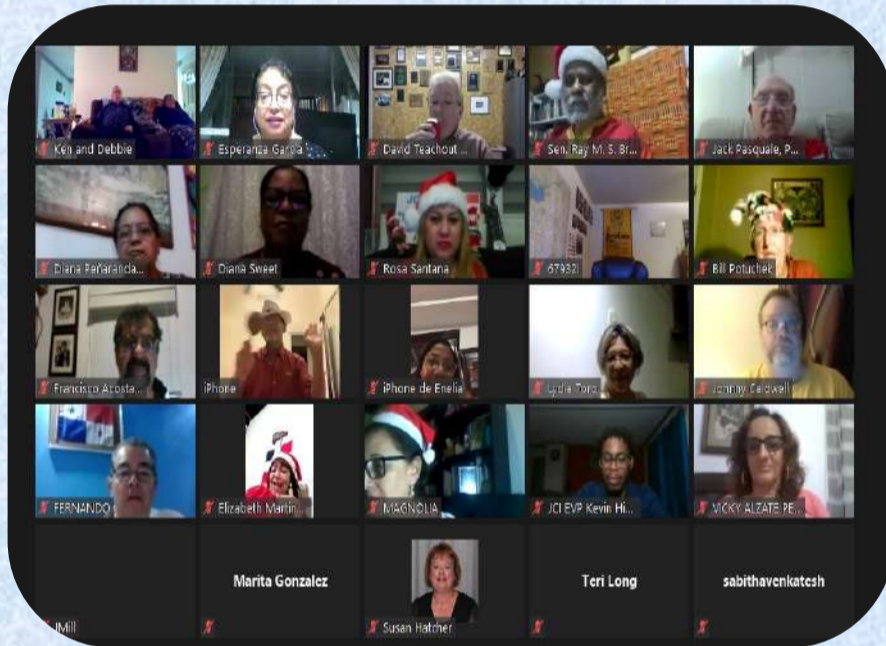 Ken and Debbie
Esperanza Garcia
David Teachout ...
Sen. Ray M. S. Br...
Jack Pasquale, P...
Diana Peñaranda...
Diana Sweet
Rosa Santana
67932I
Bill Potuchek
Francisco Acosta...
iPhone
iPhone de Enelia
Lydia Toro
Johnny Caldwell
FERNANDO
Elizabeth Martin...
MAGNOLIA
JCI EVP Kevin Hi...
VICKY ALZATE PE...
JMill
Marita Gonzalez
Susan Hatcher
Teri Long
sabithavenkatesh